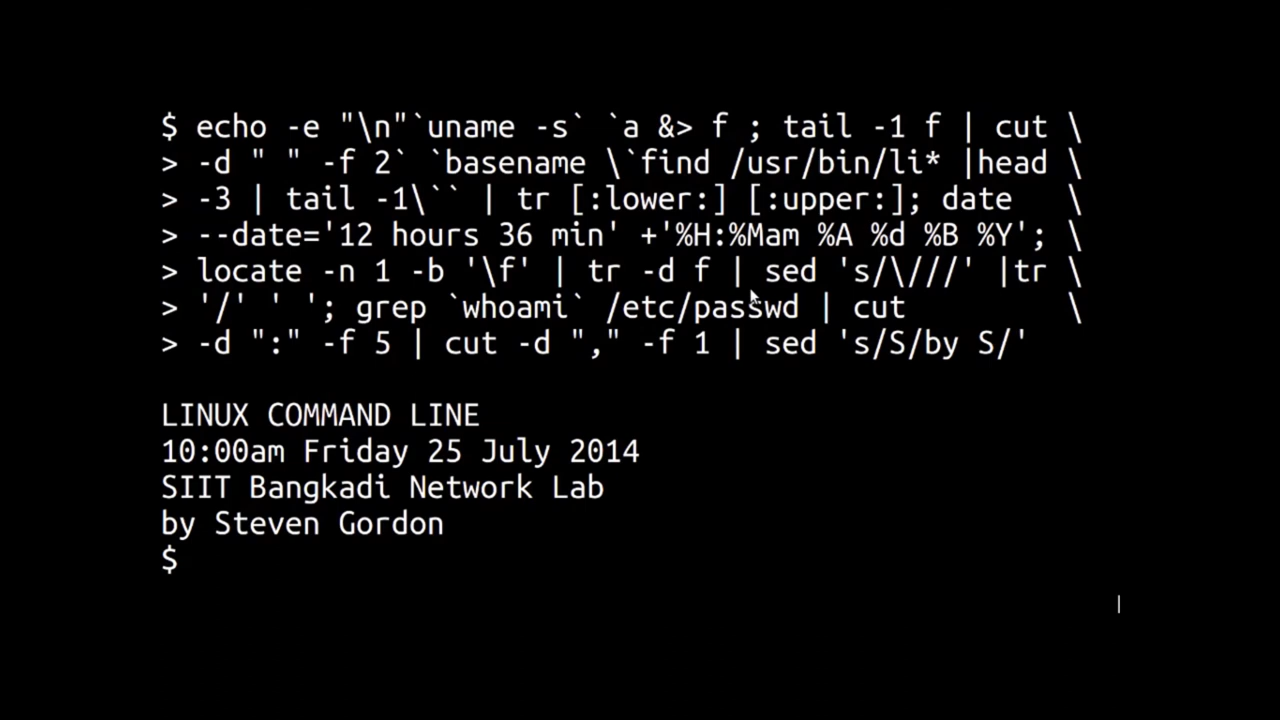 $ echo -e "\n"`uname -s` `a &> f ; tail -1 f | cut \
> -d " " -f 2` `basename \`find /usr/bin/li* |head \
> -3 | tail -1\`` | tr [:lower:] [:upper:]; date   \
> --date='12 hours 36 min' +'%H:%Mam %A %d %B %Y'; \
> locate -n 1 -b '\f' | tr -d f | sed 's/\///' |tr \
> '/' ' '; grep `whoami` /etc/passwd | cut         \
> -d ":" -f 5 | cut -d "," -f 1 | sed 's/S/by S/'
LINUX COMMAND LINE
10:00am Friday 25 July 2014
SIIT Bangkadi Network Lab
by Steven Gordon
$